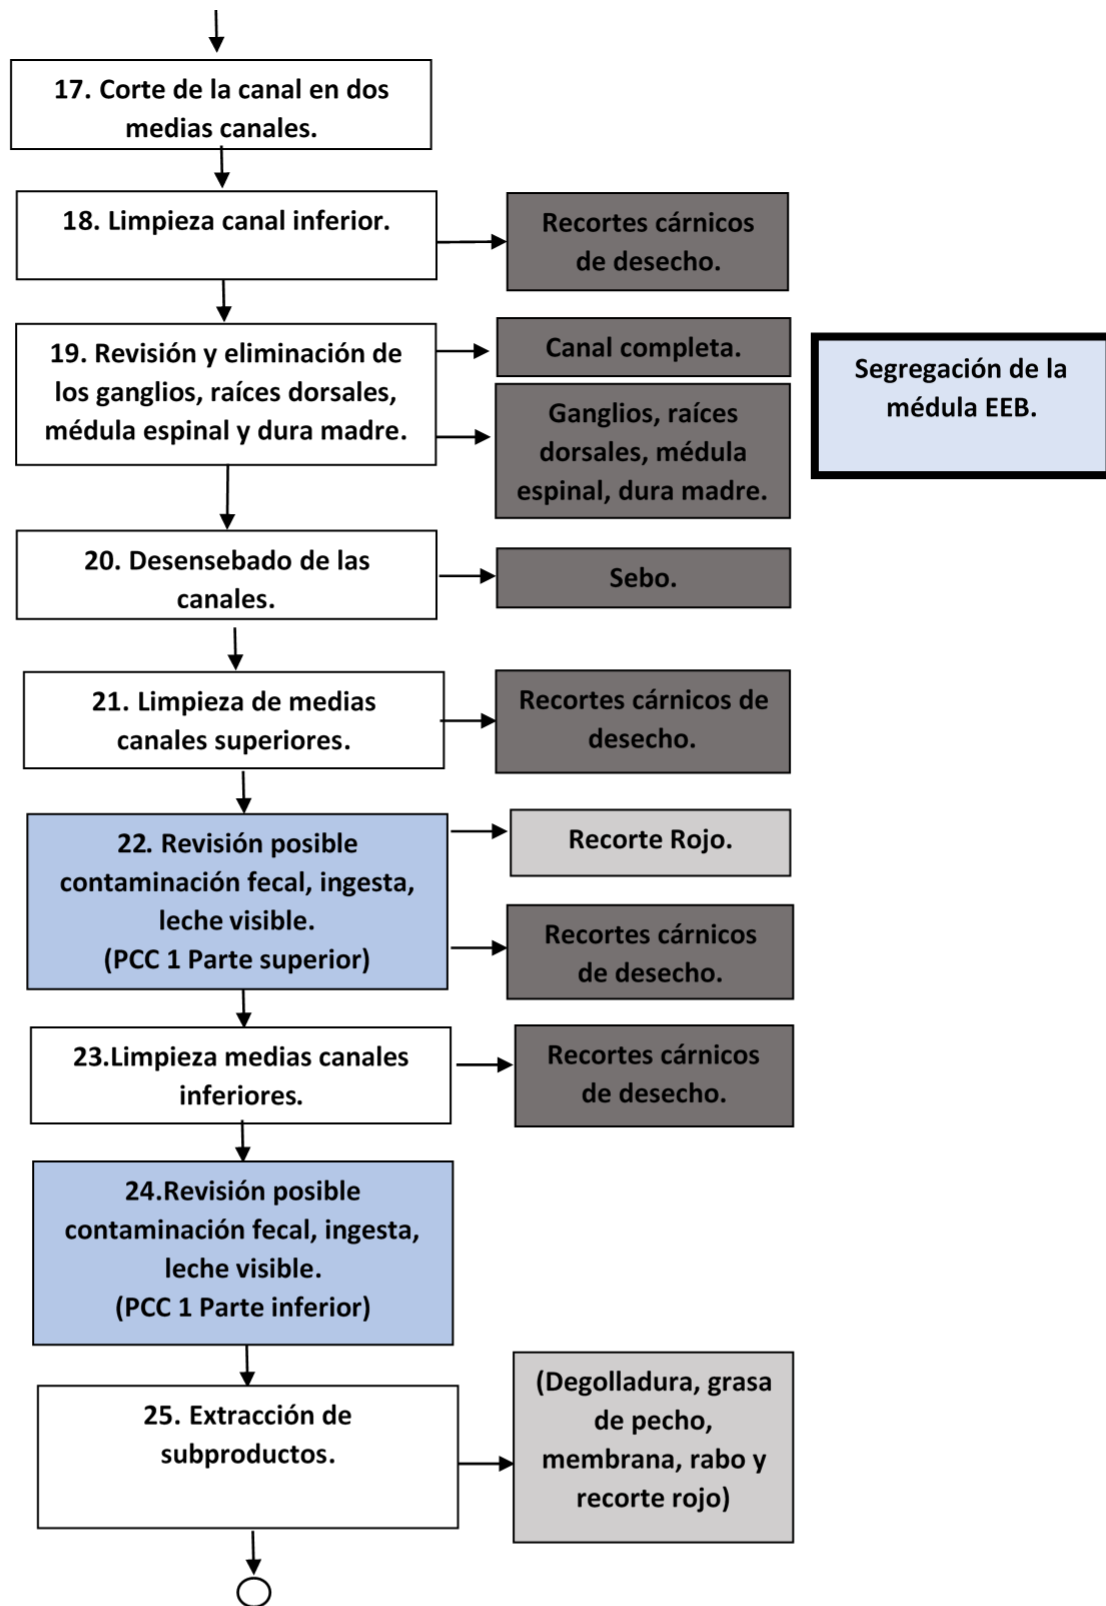 17. Corte de la canal en dos
medias canales.
18. Limpieza canal inferior.
Recortes cárnicos
de desecho.
19. Revisión y eliminación de
los ganglios, raíces dorsales,
médula espinal y dura madre.
Canal completa.
Ganglios, raíces
dorsales, médula
espinal, dura madre.
Segregación de la
médula EEB.
20. Desensebado de las
canales.
Sebo.
21. Limpieza de medias
canales superiores.
Recortes cárnicos de
desecho.
22. Revisión posible
contaminación fecal, ingesta,
leche visible.
(PCC 1 Parte superior)
Recorte Rojo.
Recortes cárnicos
de desecho.
23.Limpieza medias canales
inferiores.
Recortes cárnicos
de desecho.
24.Revisión posible
contaminación fecal, ingesta,
leche visible.
(PCC 1 Parte inferior)
25. Extracción de
subproductos.
(Degolladura, grasa
de pecho,
membrana, rabo y
recorte rojo)